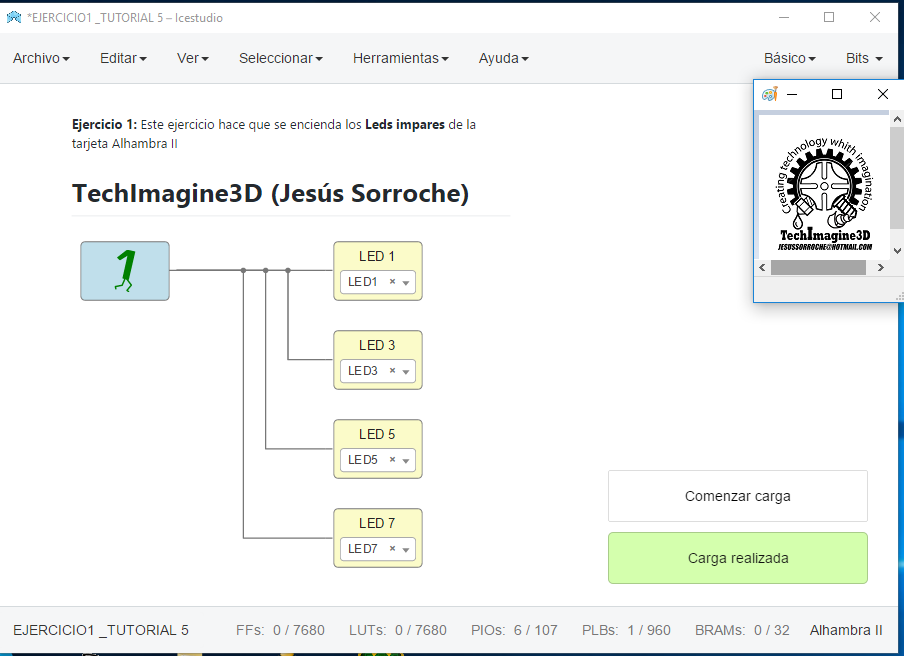 *EJERCICIO1 _TUTORIAL 5 – Icestudio
Archivo Editar Ver Seleccionar Herramientas Ayuda Básico Bits
Ejercicio 1: Este ejercicio hace que se encienda los Leds impares de la
tarjeta Alhambra II
TechImagine3D (Jesús Sorroche)
Creating technology whith imagination
TechImagine3D
JESUSSORROCHE@HOTMAIL.COM
1
LED 1
LED1 ×
LED 3
LED3 ×
LED 5
LED5 ×
LED 7
LED7 ×
Comenzar carga
Carga realizada
EJERCICIO1 _TUTORIAL 5 FFs: 0 / 7680 LUTs: 0 / 7680 PIOs: 6 / 107 PLBs: 1 / 960 BRAMs: 0 / 32 Alhambra II